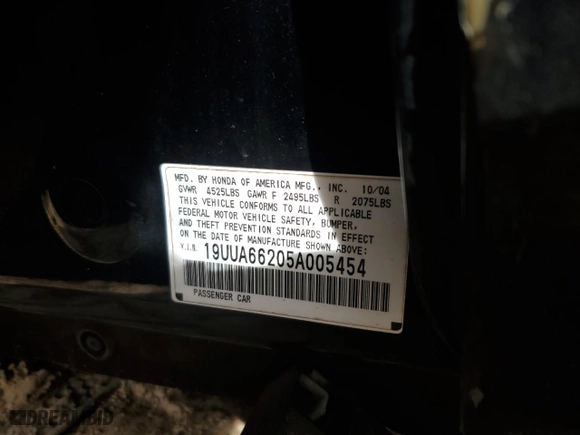 MFD. BY HONDA OF AMERICA MFG., INC. 10/04
GVWR 4525LBS GAWR F 2495LBS R 2075LBS
THIS VEHICLE CONFORMS TO ALL APPLICABLE
FEDERAL MOTOR VEHICLE SAFETY, BUMPER,
AND THEFT PREVENTION STANDARDS IN EFFECT
ON THE DATE OF MANUFACTURE SHOWN ABOVE:
V.I.N. 19UUA66205A005454
PASSENGER CAR
DREAMBID